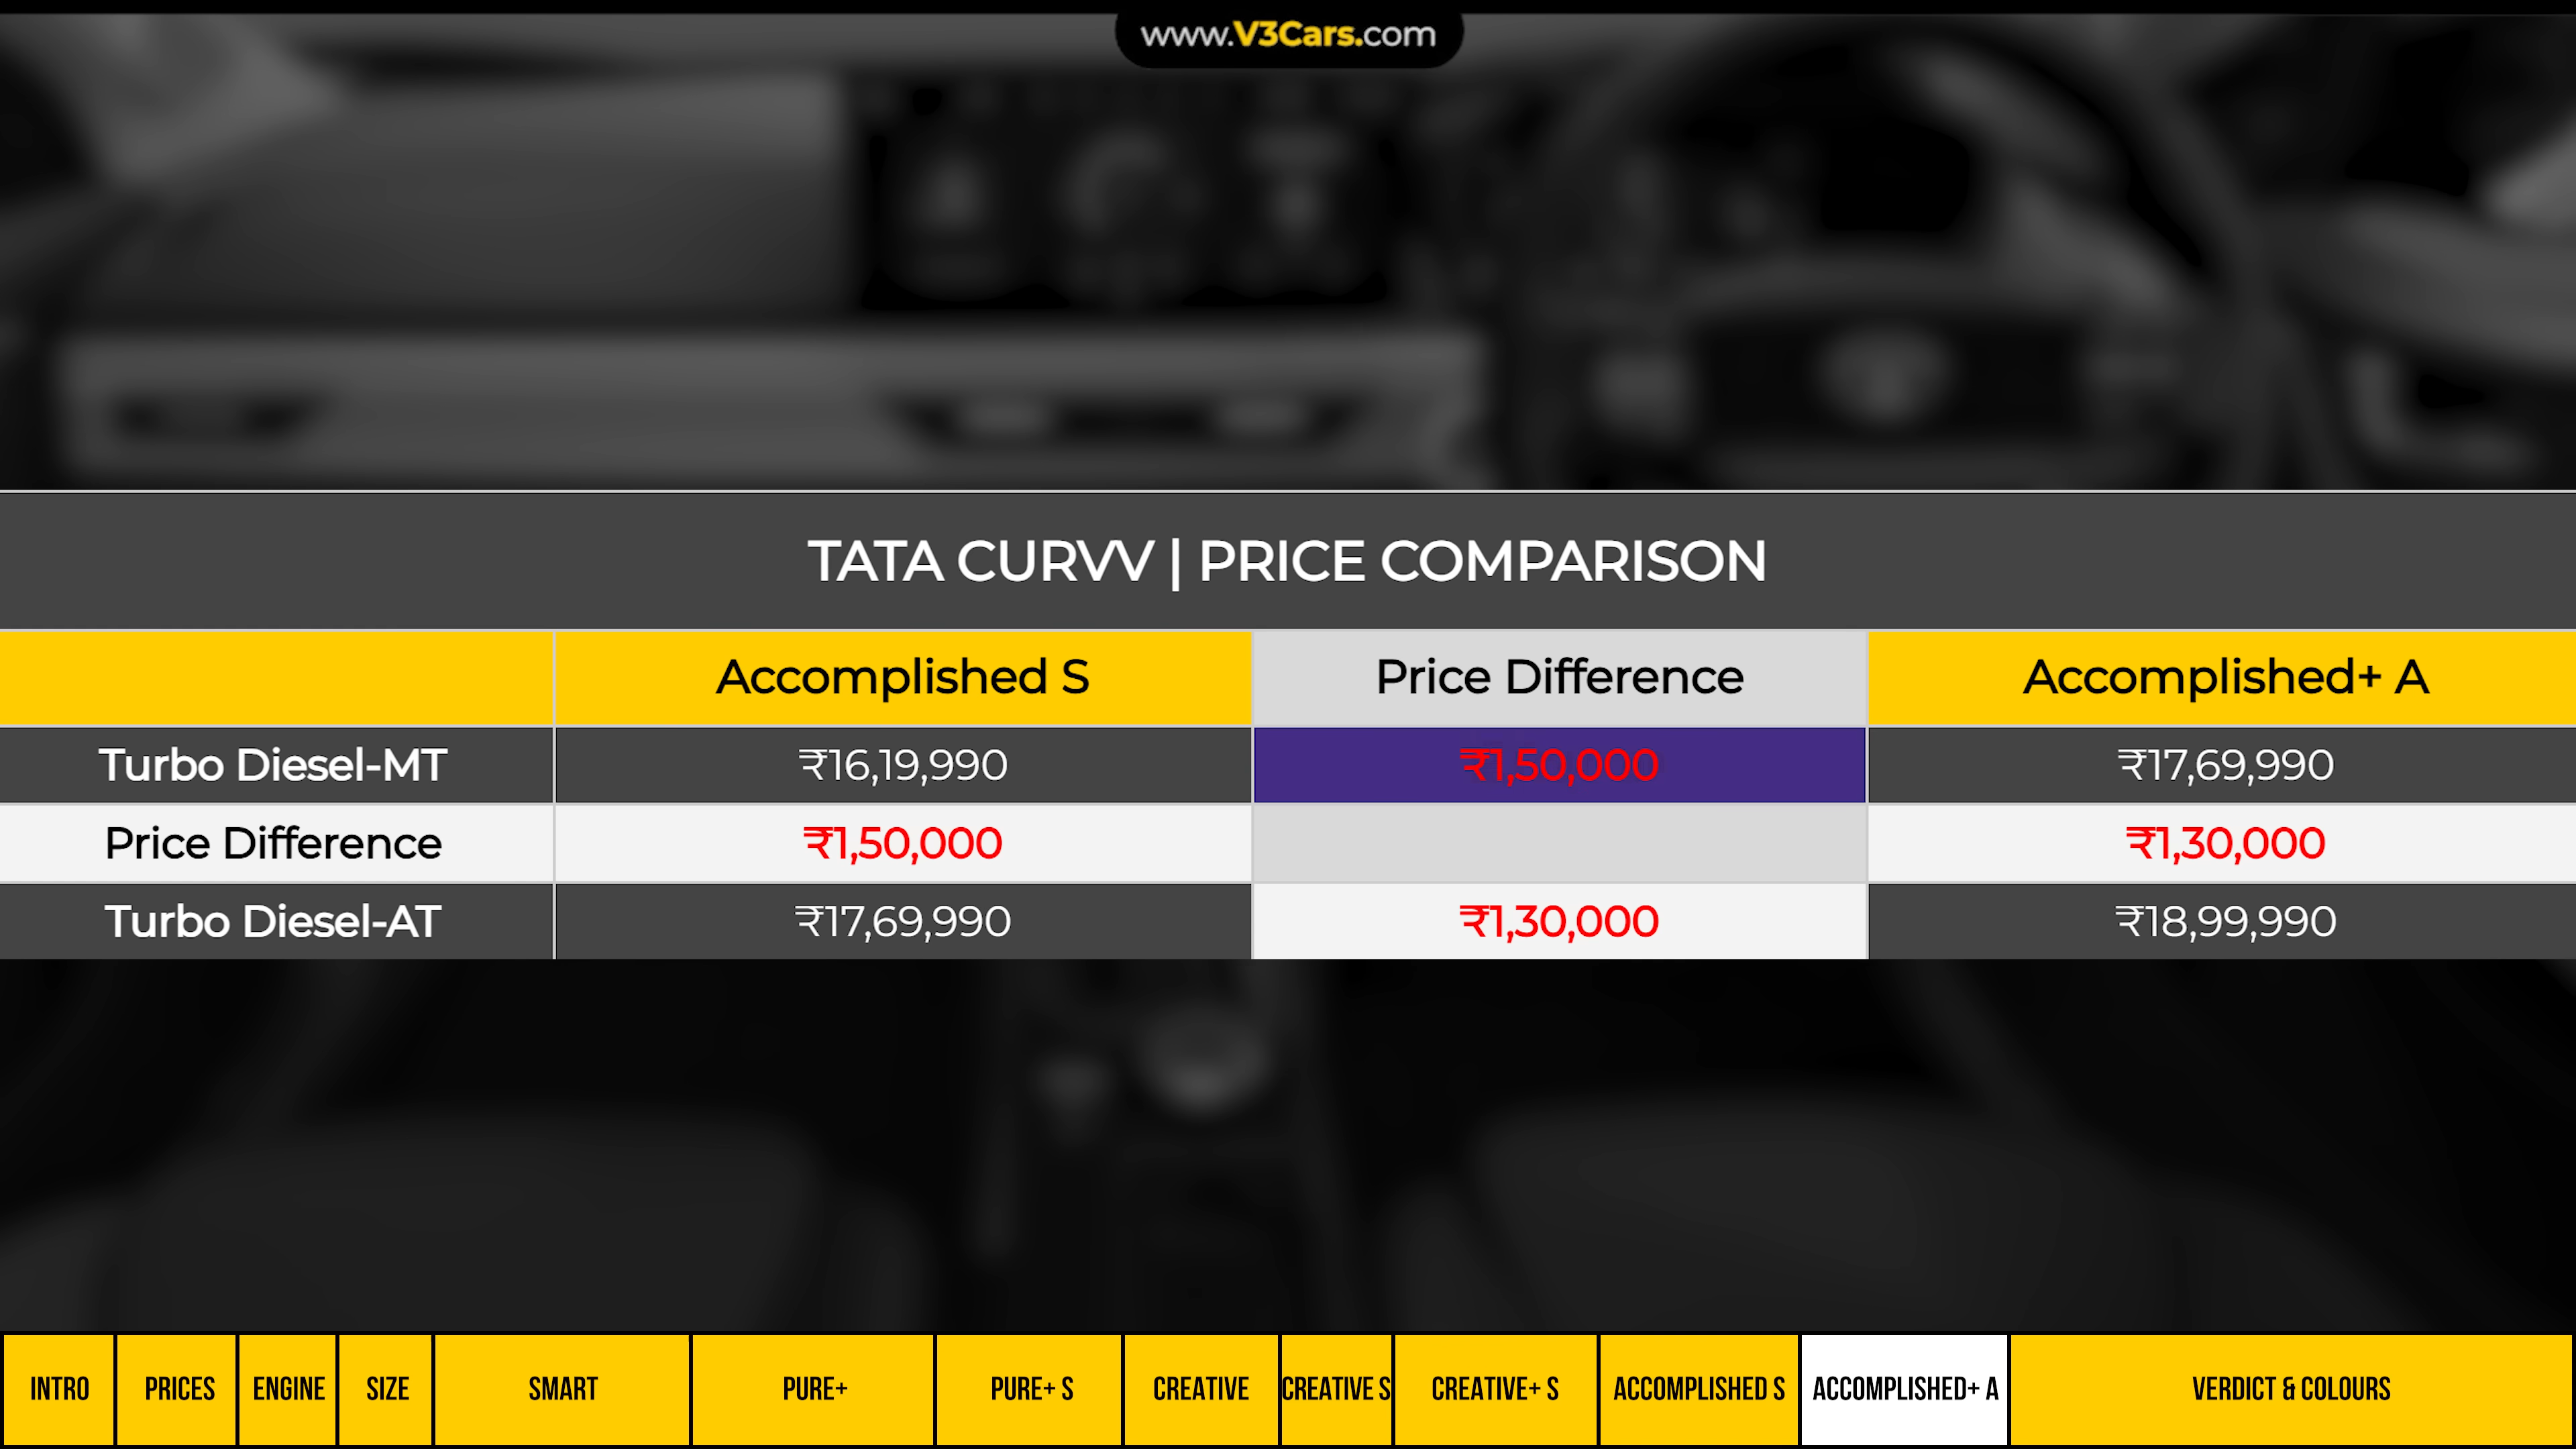 www.V3Cars.com
TATA CURVV | PRICE COMPARISON
Accomplished S Price Difference Accomplished+ A
Turbo Diesel-MT ₹16,19,990 ₹1,50,000 ₹17,69,990
Price Difference ₹1,50,000 ₹1,30,000
Turbo Diesel-AT ₹17,69,990 ₹1,30,000 ₹18,99,990
INTRO PRICES ENGINE SIZE SMART PURE+ PURE+ S CREATIVE CREATIVE S CREATIVE+ S ACCOMPLISHED S ACCOMPLISHED+ A VERDICT & COLOURS